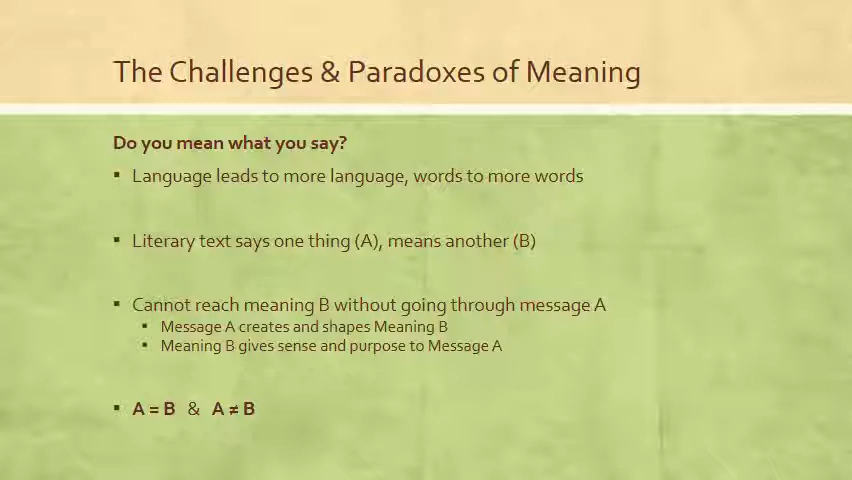 The Challenges & Paradoxes of Meaning
Do you mean what you say?
▪ Language leads to more language, words to more words
▪ Literary text says one thing (A), means another (B)
▪ Cannot reach meaning B without going through message A
▪ Message A creates and shapes Meaning B
▪ Meaning B gives sense and purpose to Message A
▪ A = B & A ≠ B